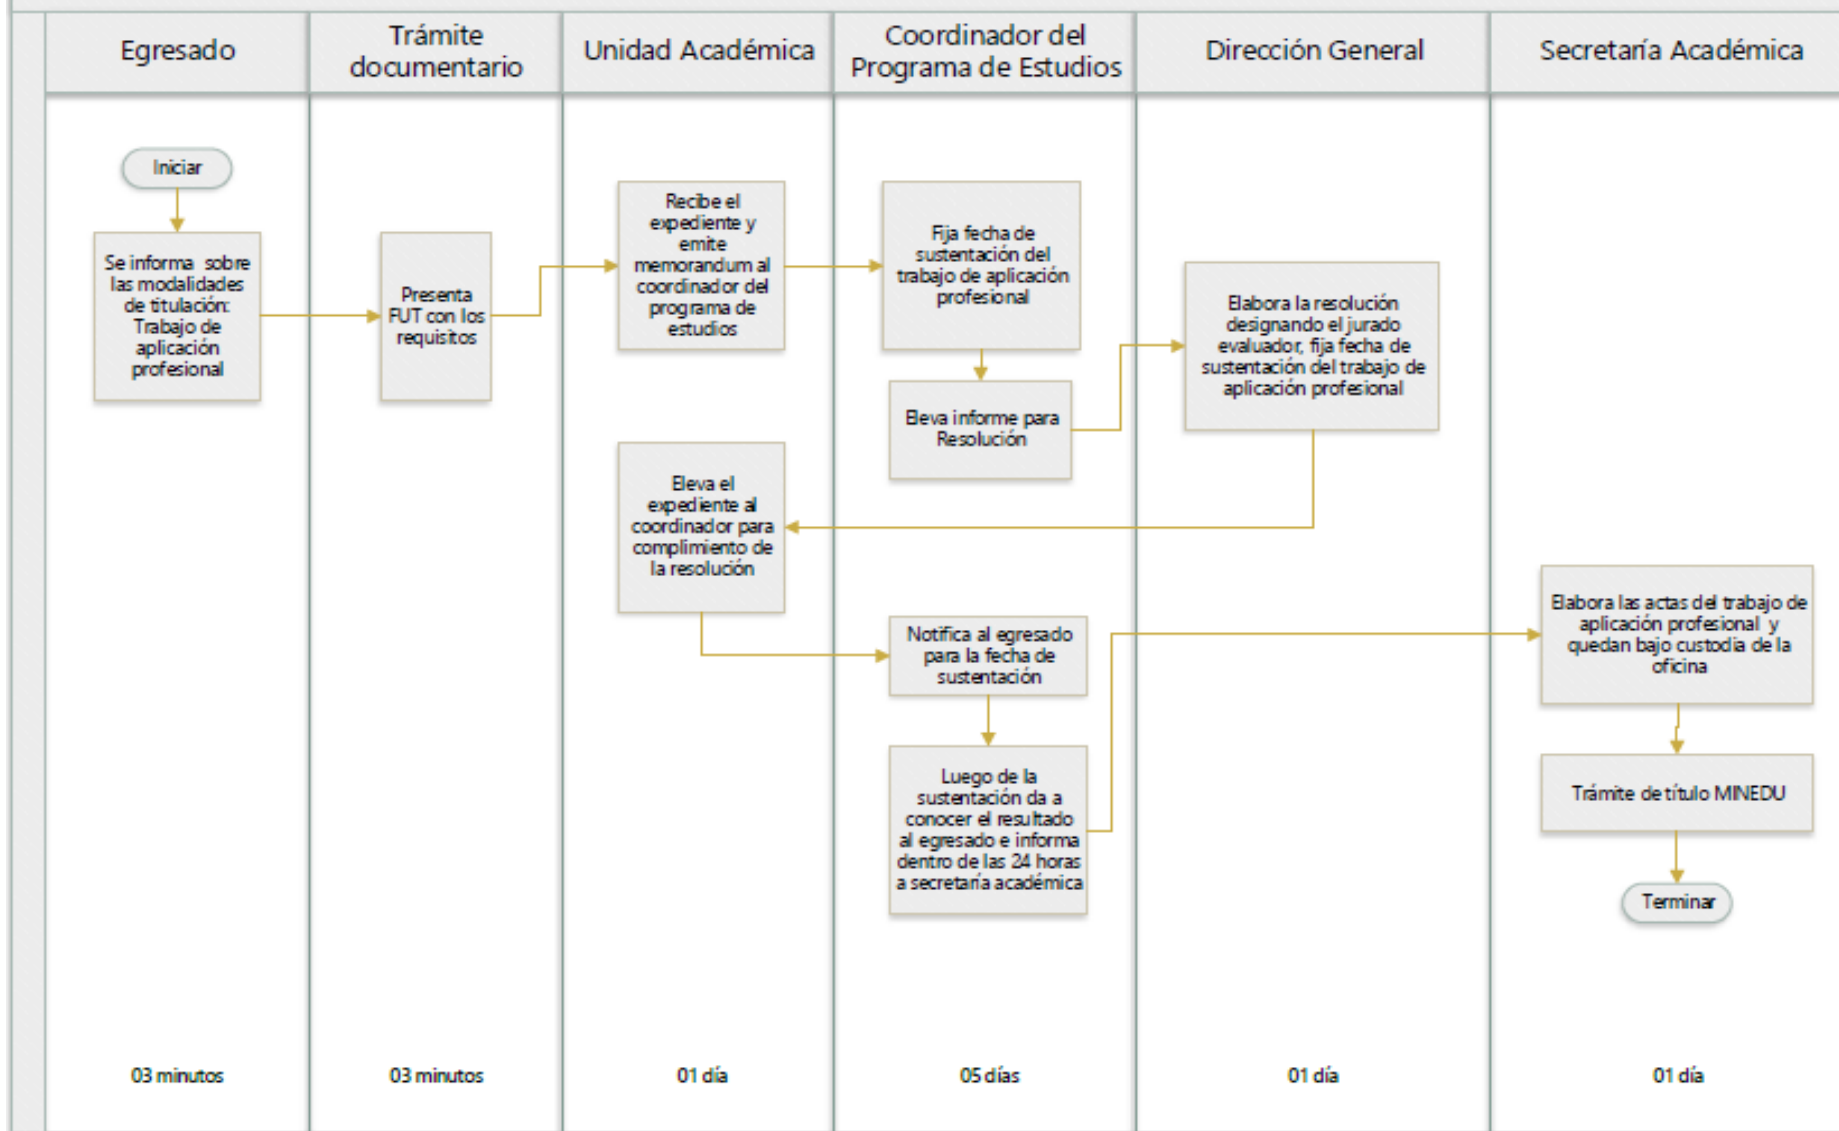 Egresado
Trámite
documentario
Unidad Académica
Coordinador del
Programa de Estudios
Dirección General
Secretaría Académica
Iniciar
Se informa sobre
las modalidades
de titulación:
Trabajo de
aplicación
profesional
Presenta
FUT con los
requisitos
Recibe el
expediente y
emite
memorandum al
coordinador del
programa de
estudios
Fija fecha de
sustentación del
trabajo de aplicación
profesional
Eleva informe para
Resolución
Elabora la resolución
designando el jurado
evaluador, fija fecha de
sustentación del trabajo de
aplicación profesional
Eleva el
expediente al
coordinador para
complimiento de
la resolución
Notifica al egresado
para la fecha de
sustentación
Luego de la
sustentación da a
conocer el resultado
al egresado e informa
dentro de las 24 horas
a secretaría académica
Elabora las actas del trabajo de
aplicación profesional y
quedan bajo custodia de la
oficina
Trámite de título MINEDU
Terminar
03 minutos
03 minutos
01 día
05 días
01 día
01 día